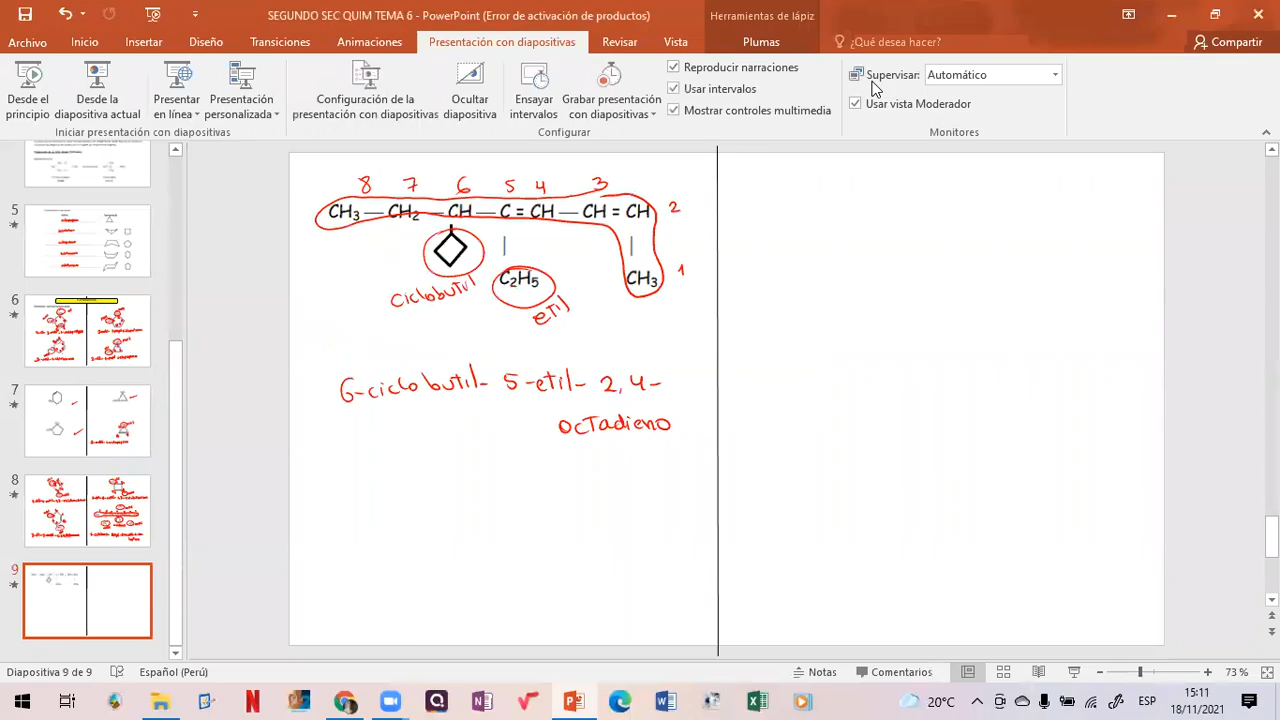 SEGUNDO SEC QUIM TEMA 6 - PowerPoint (Error de activación de productos)
Herramientas de lápiz
Archivo Inicio Insertar Diseño Transiciones Animaciones Presentación con diapositivas Revisar Vista Plumas ¿Qué desea hacer? Compartir
Desde el principio
Desde la diapositiva actual
Presentar en línea
Presentación personalizada
Configuración de la presentación con diapositivas
Ocultar diapositiva
Ensayar intervalos
Grabar presentación con diapositivas
Reproducir narraciones
Usar intervalos
Mostrar controles multimedia
Supervisar: Automático
Usar vista Moderador
Iniciar presentación con diapositivas
Configurar
Monitores
5
6
7
8
9
8 7 6 5 4 3
CH3 — CH2 — CH — C = CH — CH = CH 2
C2H5 CH3 1
Ciclobutil
etil
6-ciclobutil- 5-etil- 2,4-
octadieno
Diapositiva 9 de 9 Español (Perú) Notas Comentarios 73 %
20°C ESP 15:11
18/11/2021